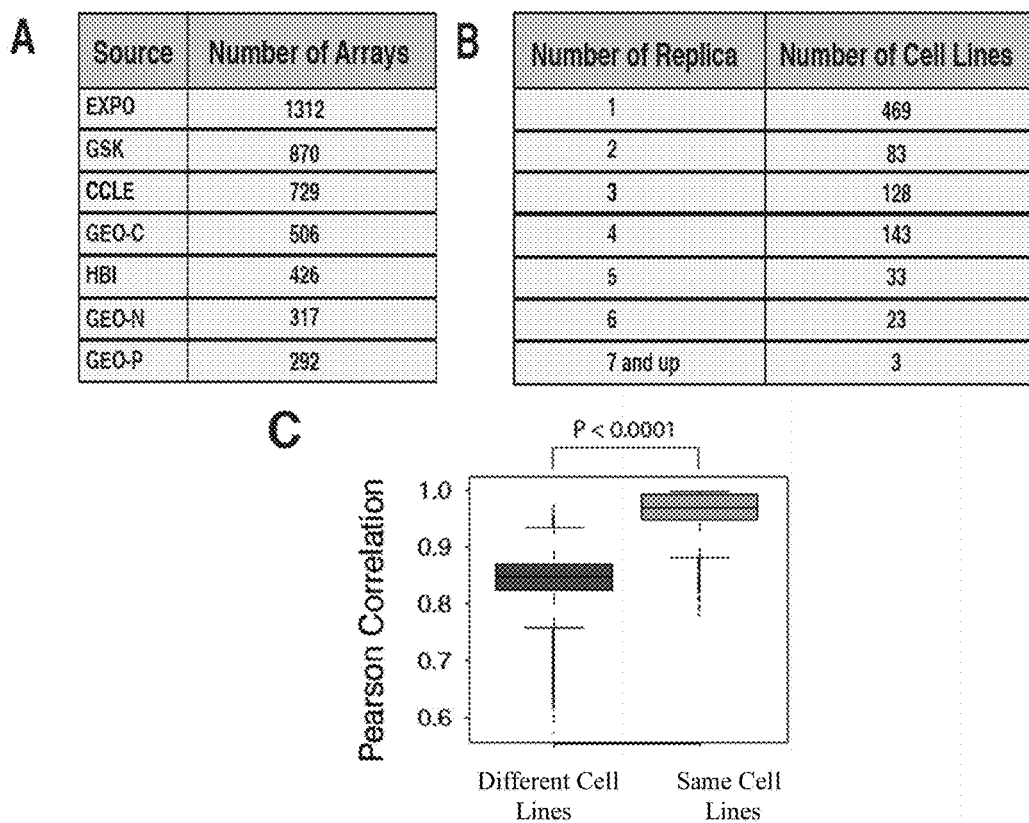 A
Source Number of Arrays
EXPO 1312
GSK 870
CCLE 729
GEO-C 506
HBI 426
GEO-N 317
GEO-P 292
B
Number of Replica Number of Cell Lines
1 469
2 83
3 128
4 143
5 33
6 23
7 and up 3
C
P < 0.0001
Pearson Correlation
1.0
0.9
0.8
0.7
0.6
Different Cell Lines
Same Cell Lines